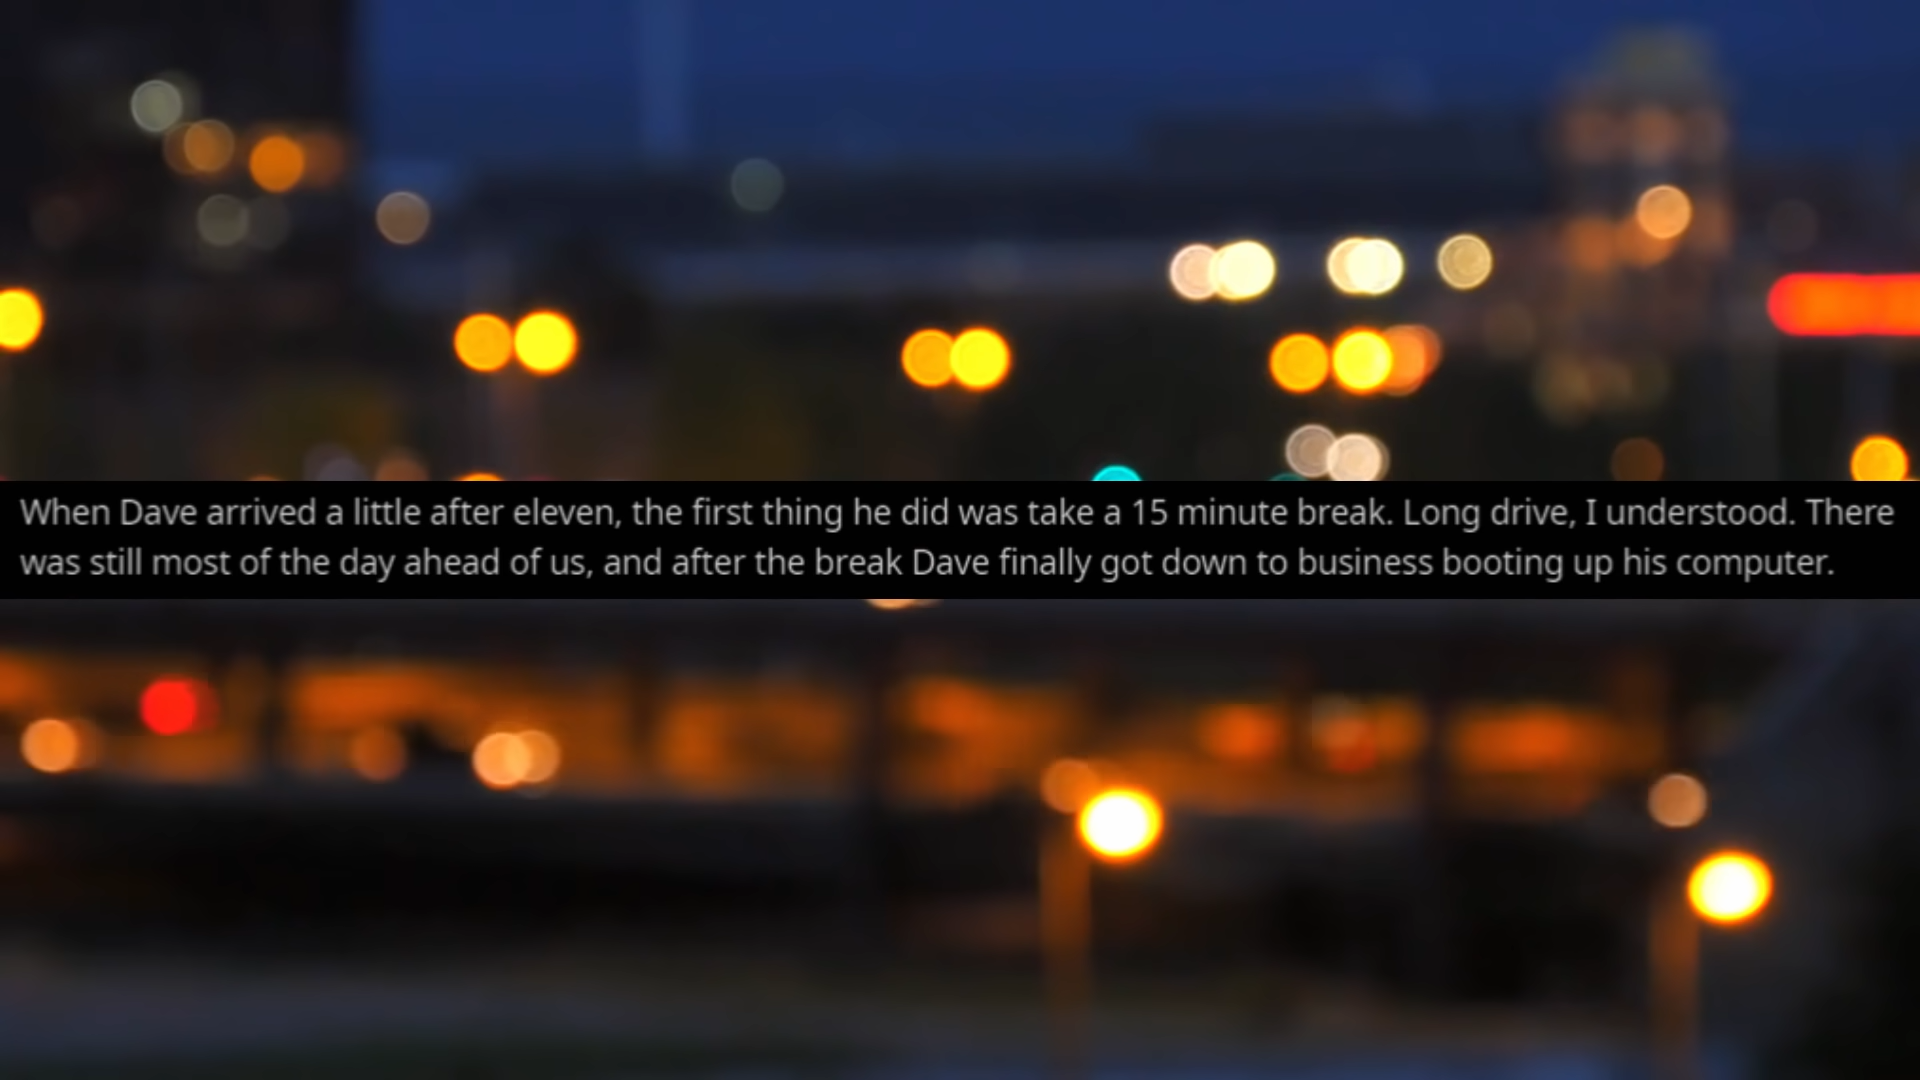 When Dave arrived a little after eleven, the first thing he did was take a 15 minute break. Long drive, I understood. There
was still most of the day ahead of us, and after the break Dave finally got down to business booting up his computer.